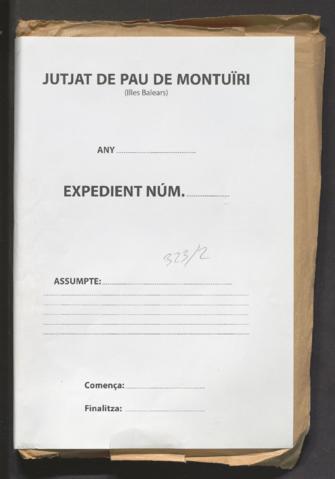 JUTJAT DE PAU DE MONTUÏRI
(Illes Balears)
ANY
EXPEDIENT NÚM.
323/2
ASSUMPTE:
Comença:
Finalitza: